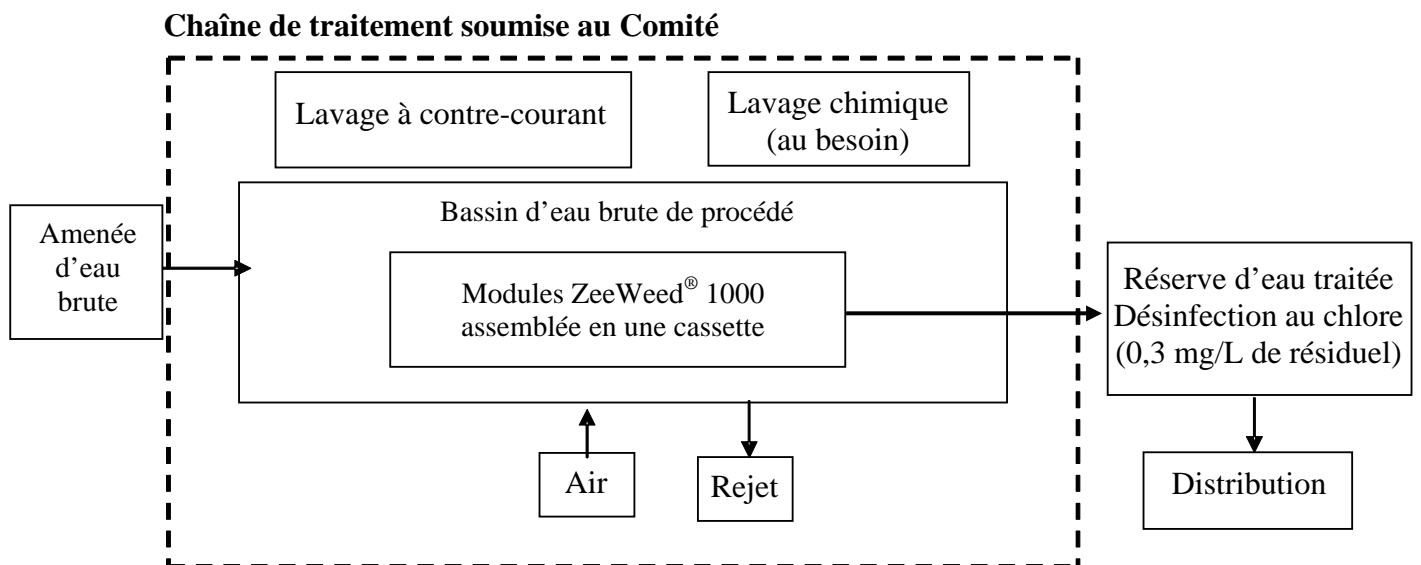 Chaîne de traitement soumise au Comité
Lavage à contre-courant
Lavage chimique
(au besoin)
Bassin d'eau brute de procédé
Amenée
d'eau
brute
Modules ZeeWeed® 1000
assemblée en une cassette
Réserve d'eau traitée
Désinfection au chlore
(0,3 mg/L de résiduel)
Air
Rejet
Distribution